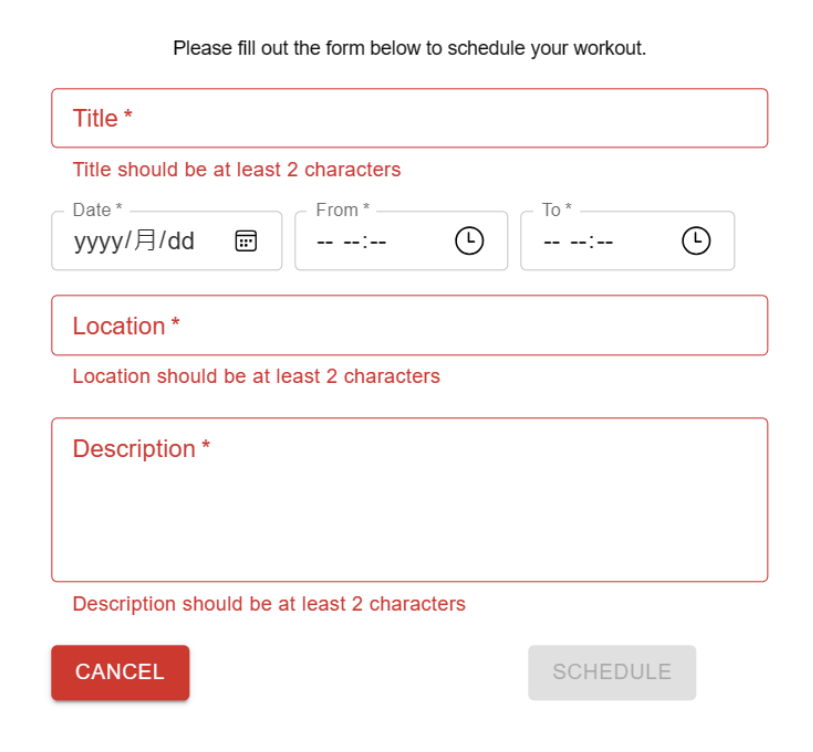 Please fill out the form below to schedule your workout.
Title *
Title should be at least 2 characters
Date * From * To *
yyyy/月/dd -- --:-- -- --:--
Location *
Location should be at least 2 characters
Description *
Description should be at least 2 characters
CANCEL SCHEDULE